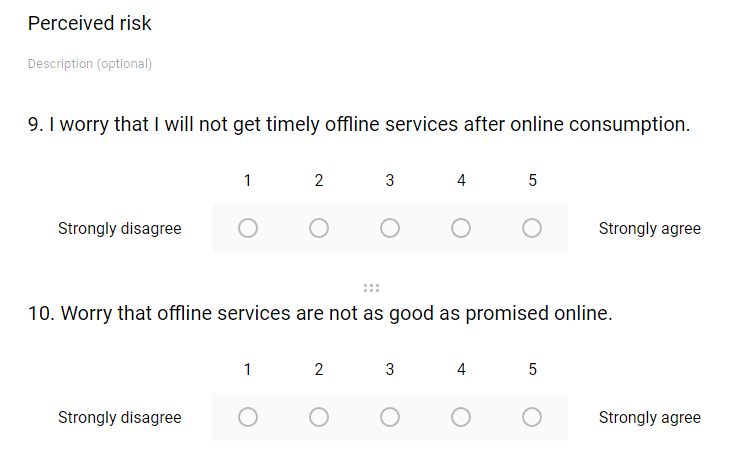 Perceived risk
Description (optional)
9. I worry that I will not get timely offline services after online consumption.
1 2 3 4 5
Strongly disagree Strongly agree
10. Worry that offline services are not as good as promised online.
1 2 3 4 5
Strongly disagree Strongly agree